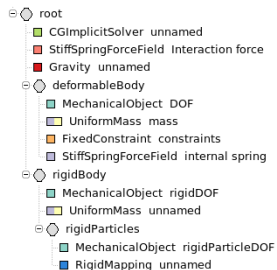 root
CGImplicitSolver unnamed
StiffSpringForceField Interaction force
Gravity unnamed
deformableBody
MechanicalObject DOF
UniformMass mass
FixedConstraint constraints
StiffSpringForceField internal spring
rigidBody
MechanicalObject rigidDOF
UniformMass unnamed
rigidParticles
MechanicalObject rigidParticleDOF
RigidMapping unnamed